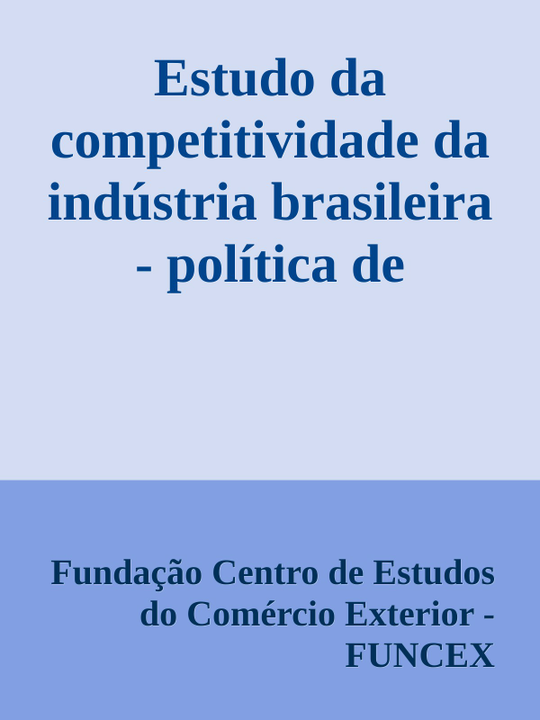 Estudo da
competitividade da
indústria brasileira
- política de
Fundação Centro de Estudos
do Comércio Exterior -
FUNCEX